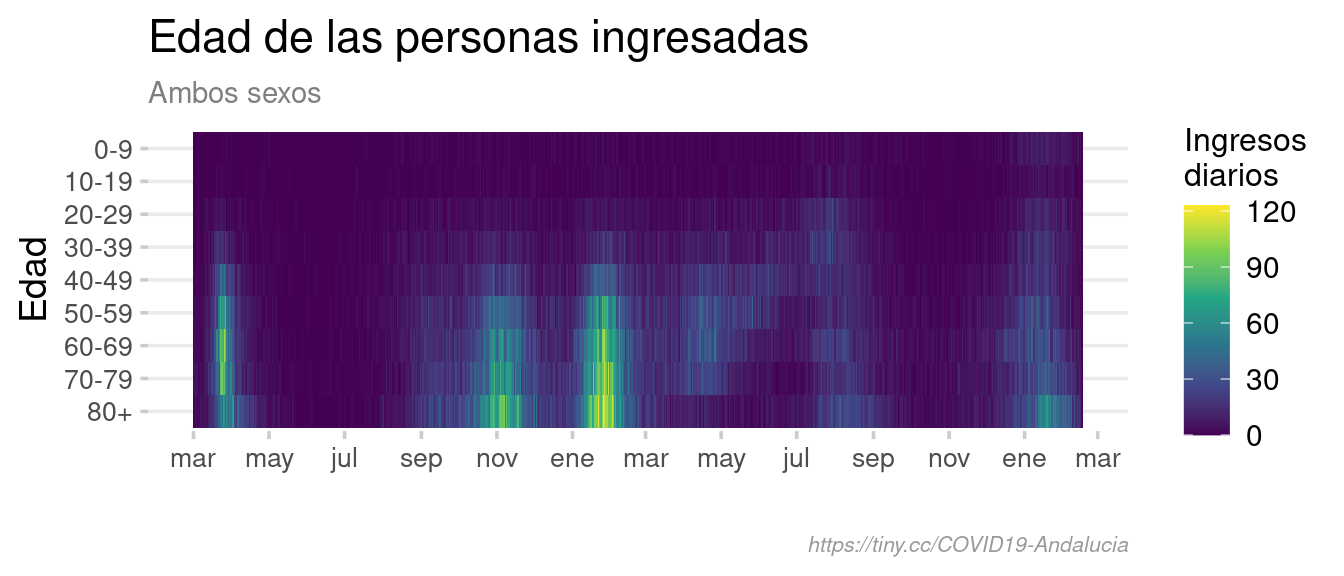 Edad de las personas ingresadas
Ambos sexos
Edad
0-9
10-19
20-29
30-39
40-49
50-59
60-69
70-79
80+
mar may jul sep nov ene mar may jul sep nov ene mar
Ingresos
diarios
120
90
60
30
0
https://tiny.cc/COVID19-Andalucia